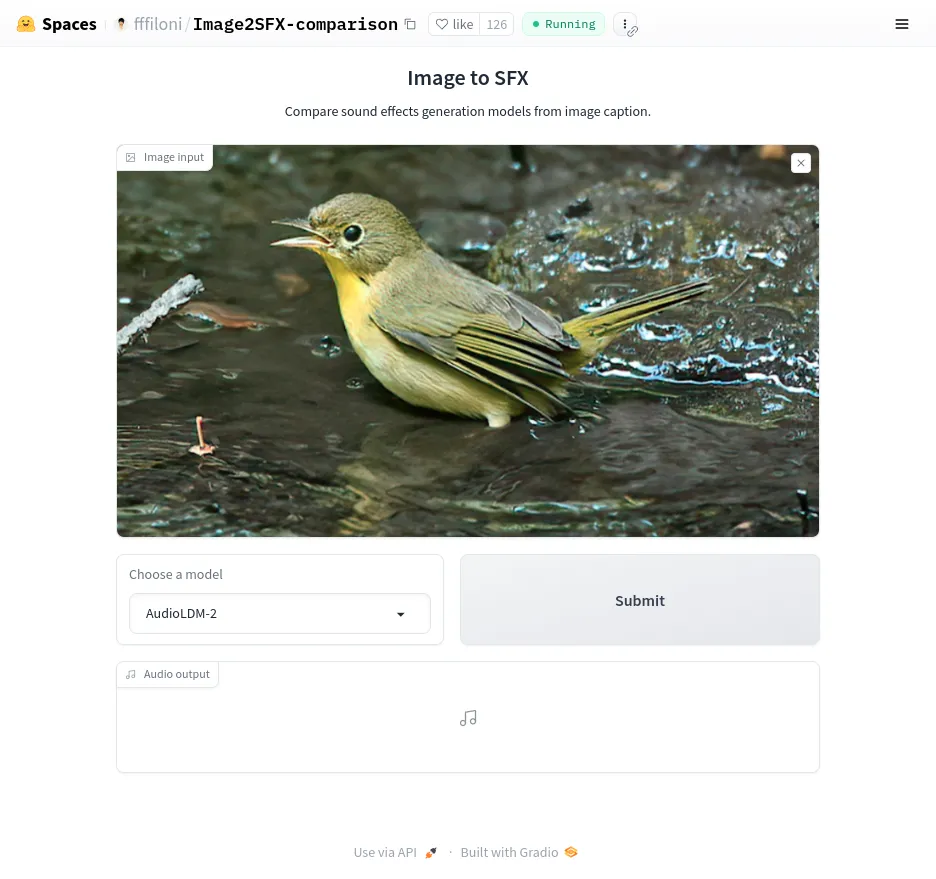 Spaces fffiloni/Image2SFX-comparison like 126 Running
Image to SFX
Compare sound effects generation models from image caption.
Image input
Choose a model
AudioLDM-2
Submit
Audio output
Use via API · Built with Gradio